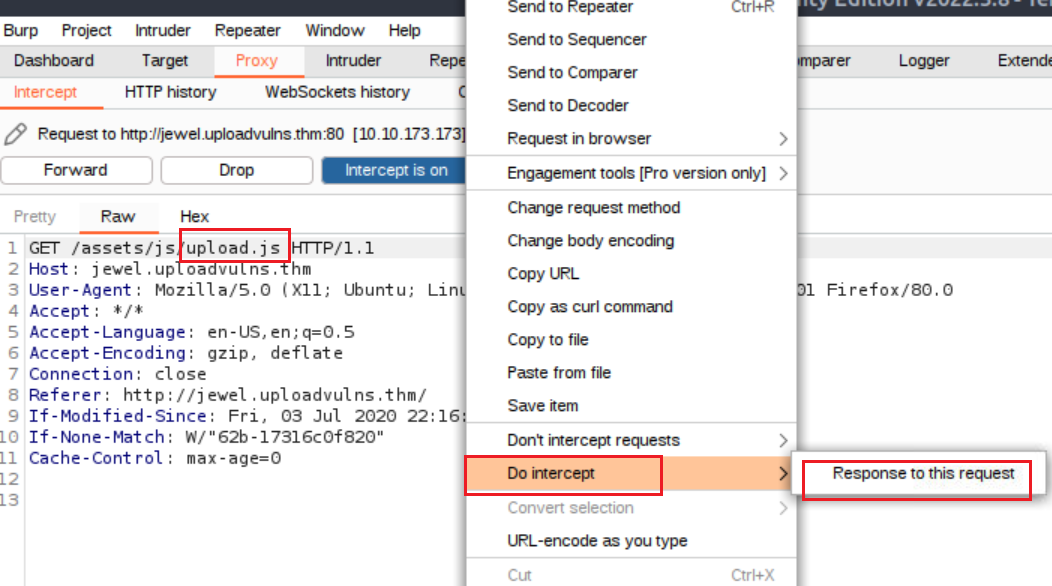 ity Edition v2022.3.8 - Te
Burp Project Intruder Repeater Window Help
Dashboard Target Proxy Intruder Repe
omparer Logger Extende
Intercept HTTP history WebSockets history
Request to http://jewel.uploadvulns.thm:80 [10.10.173.173]
Forward Drop Intercept is on
Pretty Raw Hex
1 GET /assets/js/upload.js HTTP/1.1
2 Host: jewel.uploadvulns.thm
3 User-Agent: Mozilla/5.0 (X11; Ubuntu; Linu
01 Firefox/80.0
4 Accept: */*
5 Accept-Language: en-US,en;q=0.5
6 Accept-Encoding: gzip, deflate
7 Connection: close
8 Referer: http://jewel.uploadvulns.thm/
9 If-Modified-Since: Fri, 03 Jul 2020 22:16:
10 If-None-Match: W/"62b-17316c0f820"
11 Cache-Control: max-age=0
12
13
Send to Repeater Ctrl+R
Send to Sequencer
Send to Comparer
Send to Decoder
Request in browser
Engagement tools [Pro version only]
Change request method
Change body encoding
Copy URL
Copy as curl command
Copy to file
Paste from file
Save item
Don't intercept requests
Do intercept
Response to this request
Convert selection
URL-encode as you type
Cut Ctrl+X